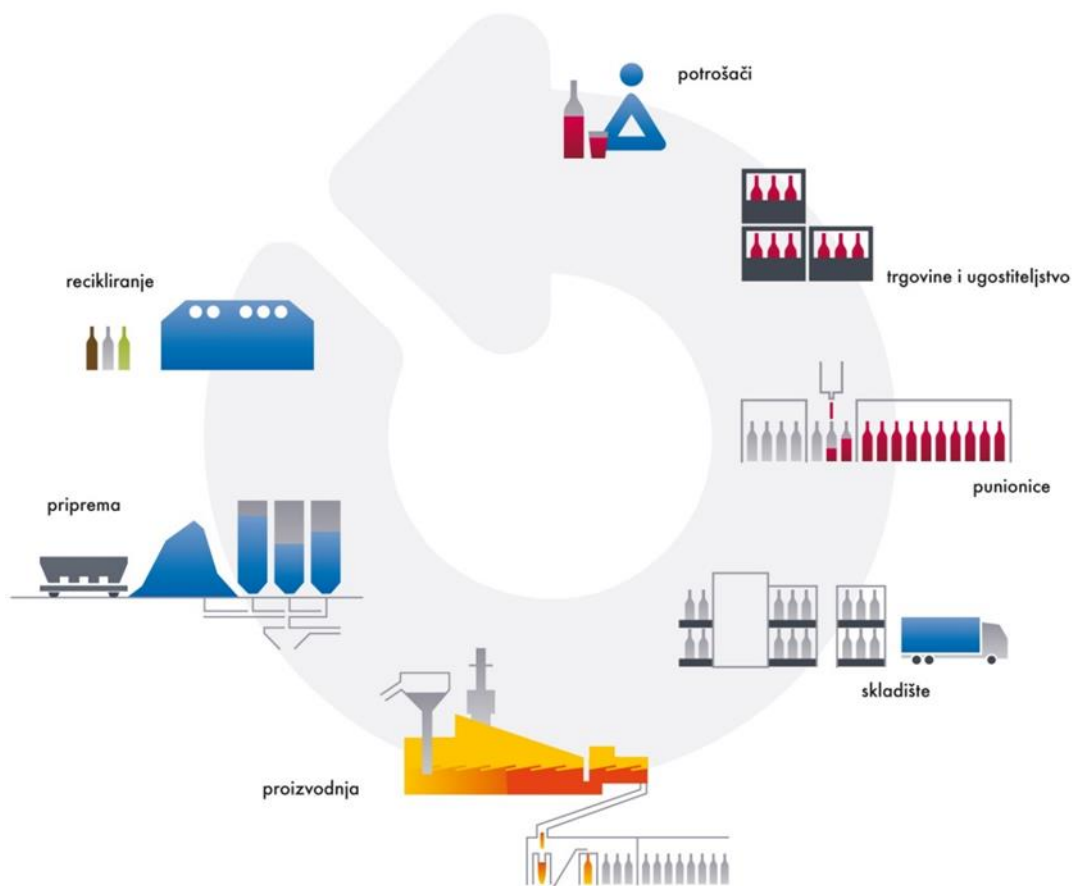 potrošači
trgovine i ugostiteljstvo
recikliranje
punionice
priprema
skladište
proizvodnja